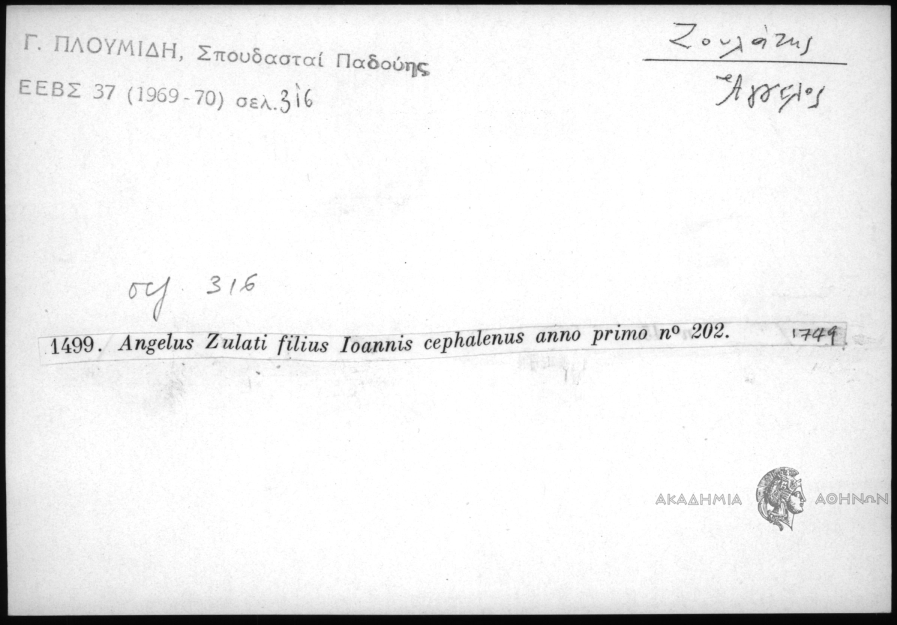 Γ. ΠΛΟΥΜΙΔΗ, Σπουδασταί Παδούης
ΕΕΒΣ 37 (1969-70) σελ. 316
Ζουλάτης
Ἄγγελος
σελ. 316
1499. Angelus Zulati filius Ioannis cephalenus anno primo nº 202. 1749
ΑΚΑΔΗΜΙΑ ΑΘΗΝΩΝ